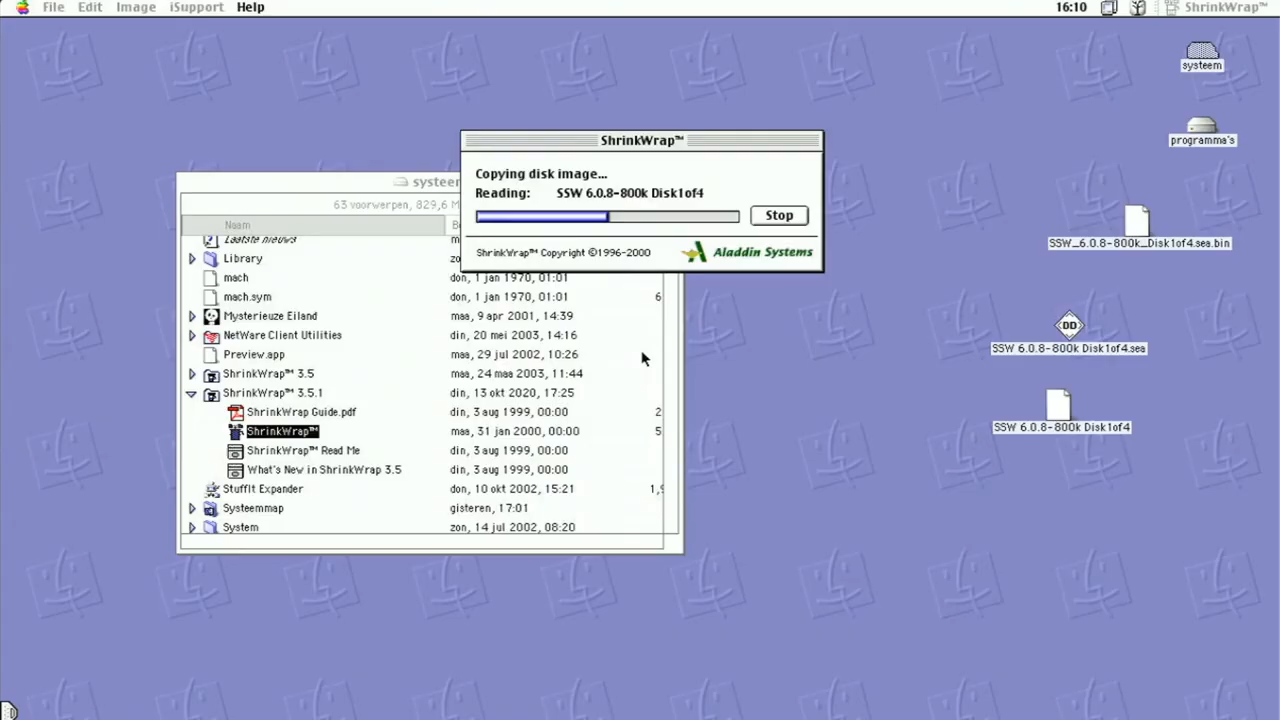 File Edit Image iSupport Help 16:10 ShrinkWrap™
systeem
programma's
ShrinkWrap™
Copying disk image...
Reading: SSW 6.0.8-800k Disk1of4
Stop
ShrinkWrap™ Copyright ©1996-2000 Aladdin Systems
SSW_6.0.8-800k_Disk1of4.sea.bin
DD
SSW 6.0.8-800k Disk1of4.sea
SSW 6.0.8-800k Disk1of4
systeem
63 voorwerpen, 829,6 M
Naam Be
Laatste nieuws
Library zo
mach don, 1 jan 1970, 01:01
mach.sym don, 1 jan 1970, 01:01 6
Mysterieuze Eiland maa, 9 apr 2001, 14:39
NetWare Client Utilities din, 20 mei 2003, 14:16
Preview.app maa, 29 jul 2002, 10:26
ShrinkWrap™ 3.5 maa, 24 maa 2003, 11:44
ShrinkWrap™ 3.5.1 din, 13 okt 2020, 17:25
ShrinkWrap Guide.pdf din, 3 aug 1999, 00:00 2
ShrinkWrap™ maa, 31 jan 2000, 00:00 5
ShrinkWrap™ Read Me din, 3 aug 1999, 00:00
What's New in ShrinkWrap 3.5 din, 3 aug 1999, 00:00
StuffIt Expander don, 10 okt 2002, 15:21 1,9
Systeemmap gisteren, 17:01
System zon, 14 jul 2002, 08:20